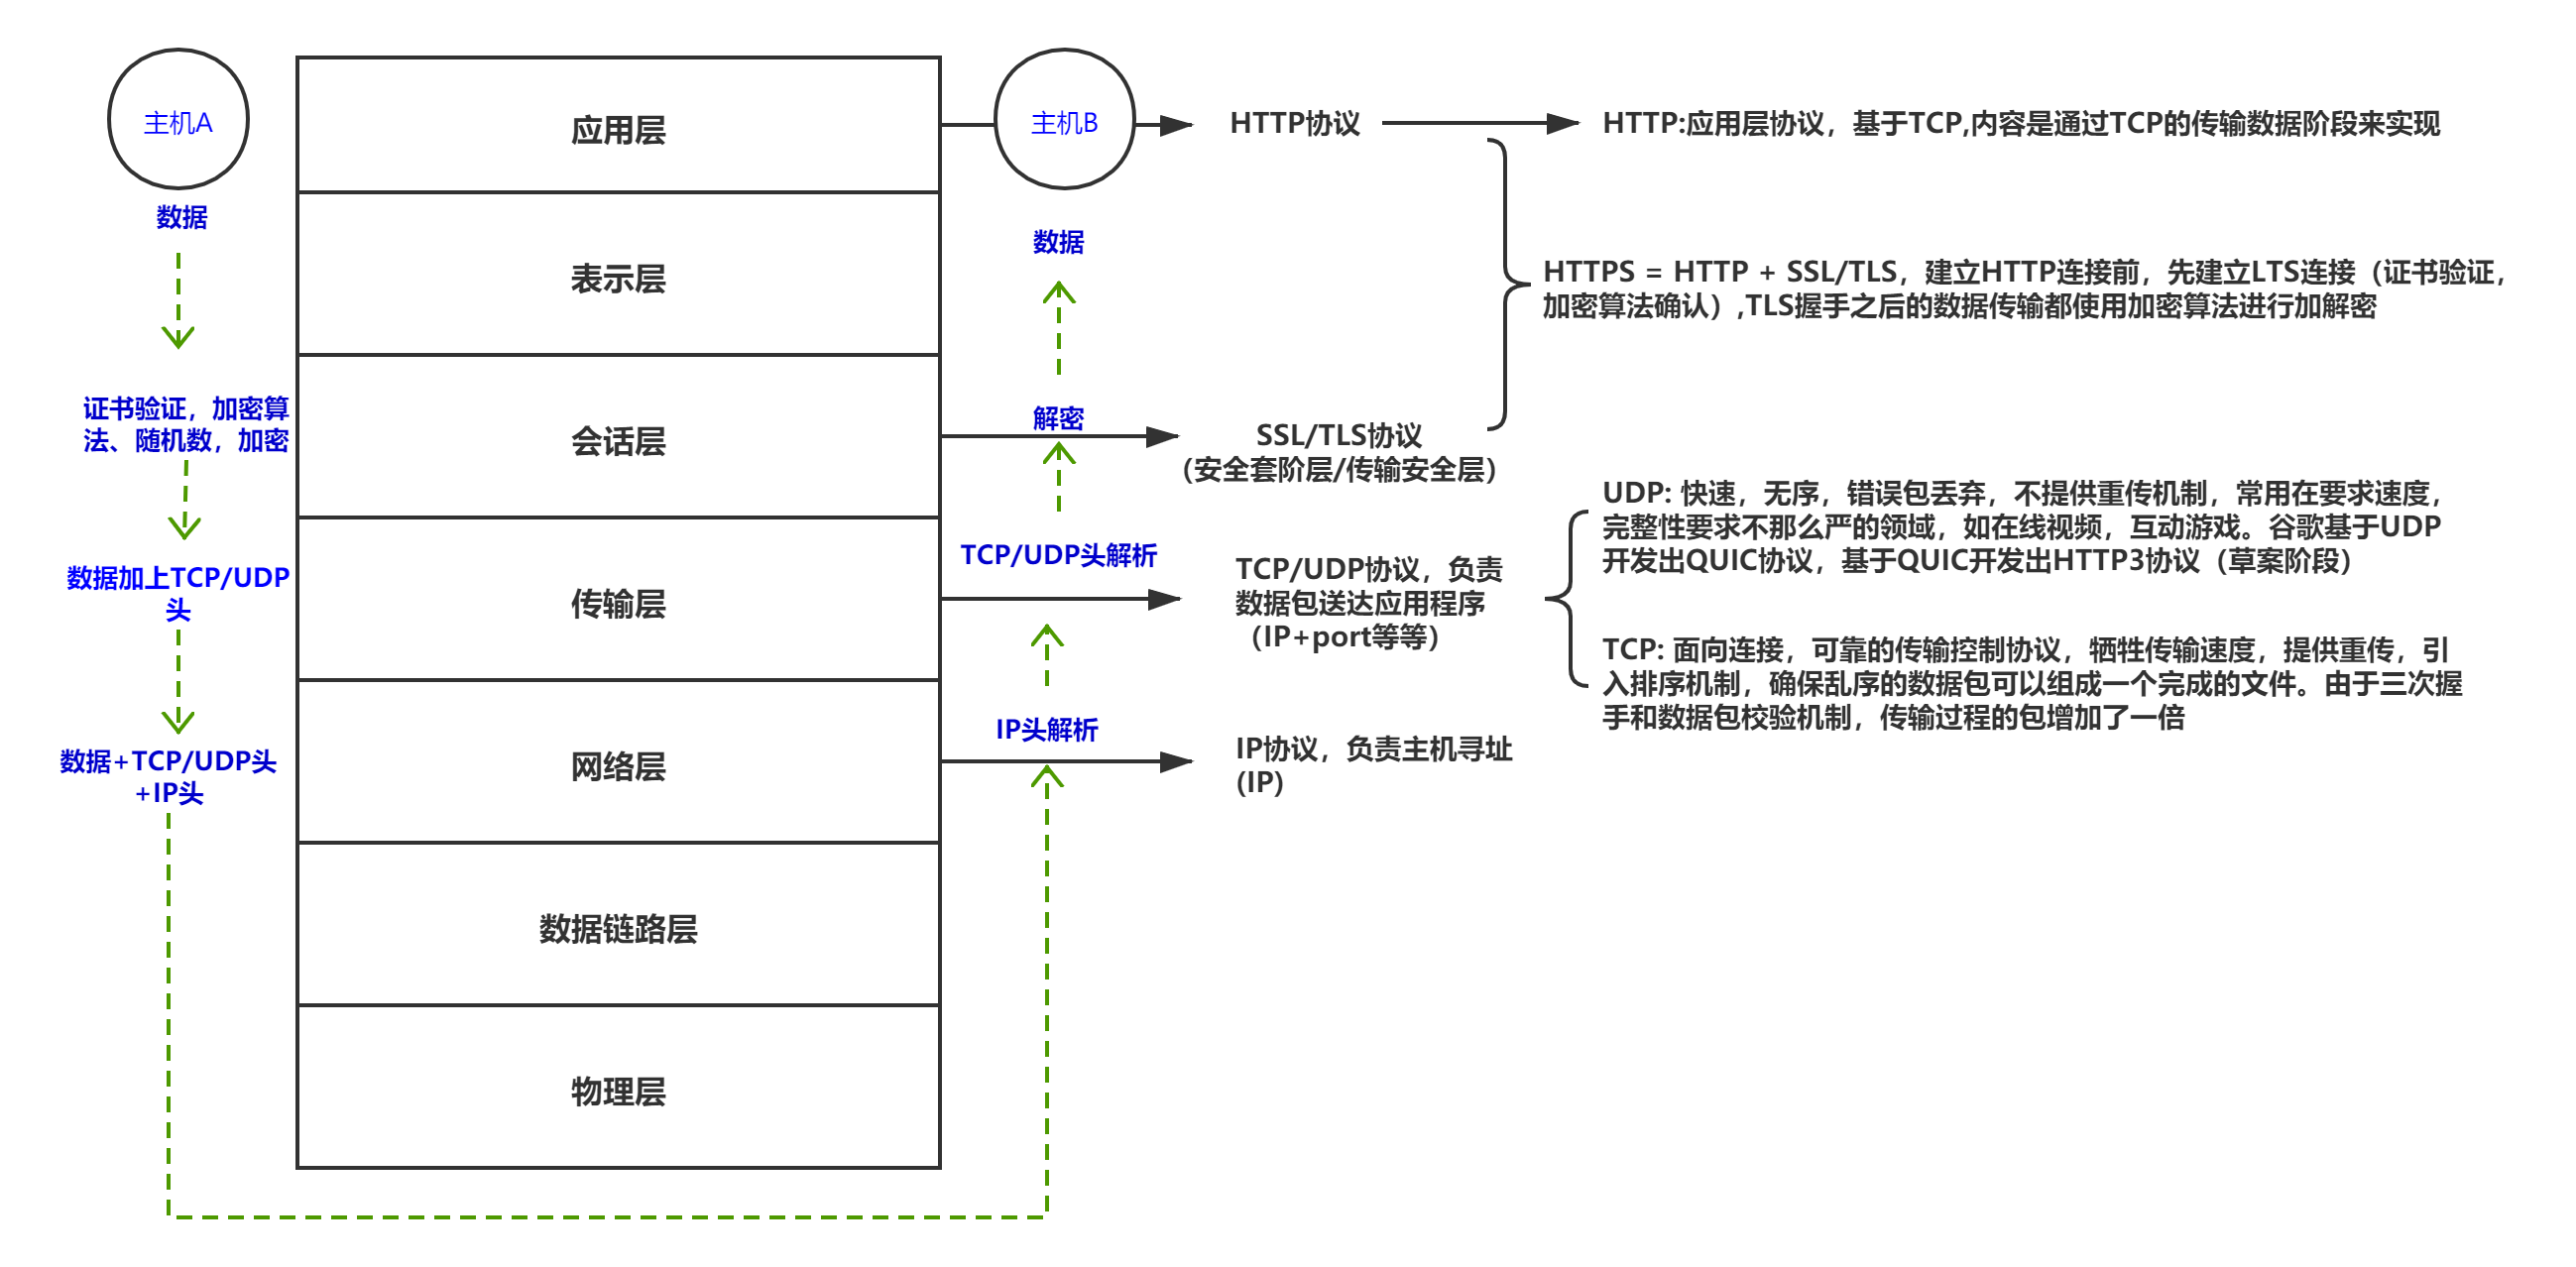 主机A
数据
证书验证，加密算
法、随机数，加密
数据加上TCP/UDP
头
数据+TCP/UDP头
+IP头
应用层
表示层
会话层
传输层
网络层
数据链路层
物理层
主机B
数据
解密
TCP/UDP头解析
IP头解析
HTTP协议
SSL/TLS协议
（安全套阶层/传输安全层）
TCP/UDP协议，负责
数据包送达应用程序
（IP+port等等）
IP协议，负责主机寻址
(IP)
HTTP:应用层协议，基于TCP,内容是通过TCP的传输数据阶段来实现
HTTPS = HTTP + SSL/TLS，建立HTTP连接前，先建立LTS连接（证书验证，
加密算法确认）,TLS握手之后的数据传输都使用加密算法进行加解密
UDP: 快速，无序，错误包丢弃，不提供重传机制，常用在要求速度，
完整性要求不那么严的领域，如在线视频，互动游戏。谷歌基于UDP
开发出QUIC协议，基于QUIC开发出HTTP3协议（草案阶段）
TCP: 面向连接，可靠的传输控制协议，牺牲传输速度，提供重传，引
入排序机制，确保乱序的数据包可以组成一个完成的文件。由于三次握
手和数据包校验机制，传输过程的包增加了一倍